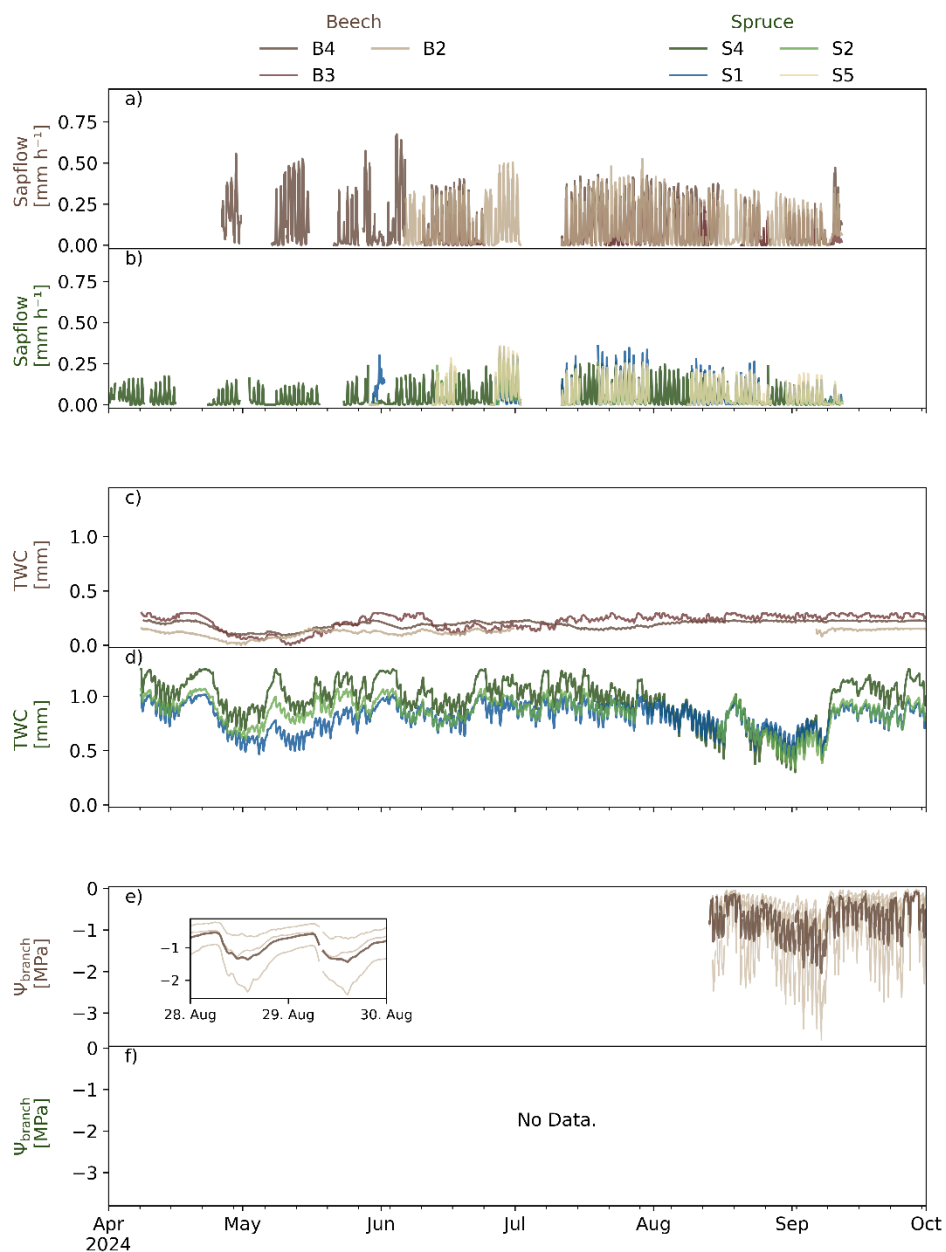 Beech
Spruce
B4
B2
B3
S4
S2
S1
S5
a)
Sapflow
[mm h⁻¹]
0.75
0.50
0.25
0.00
b)
Sapflow
[mm h⁻¹]
0.75
0.50
0.25
0.00
c)
TWC
[mm]
1.0
0.5
0.0
d)
TWC
[mm]
1.0
0.5
0.0
e)
Ψbranch
[MPa]
0
−1
−2
−3
−1
−2
28. Aug
29. Aug
30. Aug
f)
Ψbranch
[MPa]
0
−1
−2
−3
No Data.
Apr
2024
May
Jun
Jul
Aug
Sep
Oct